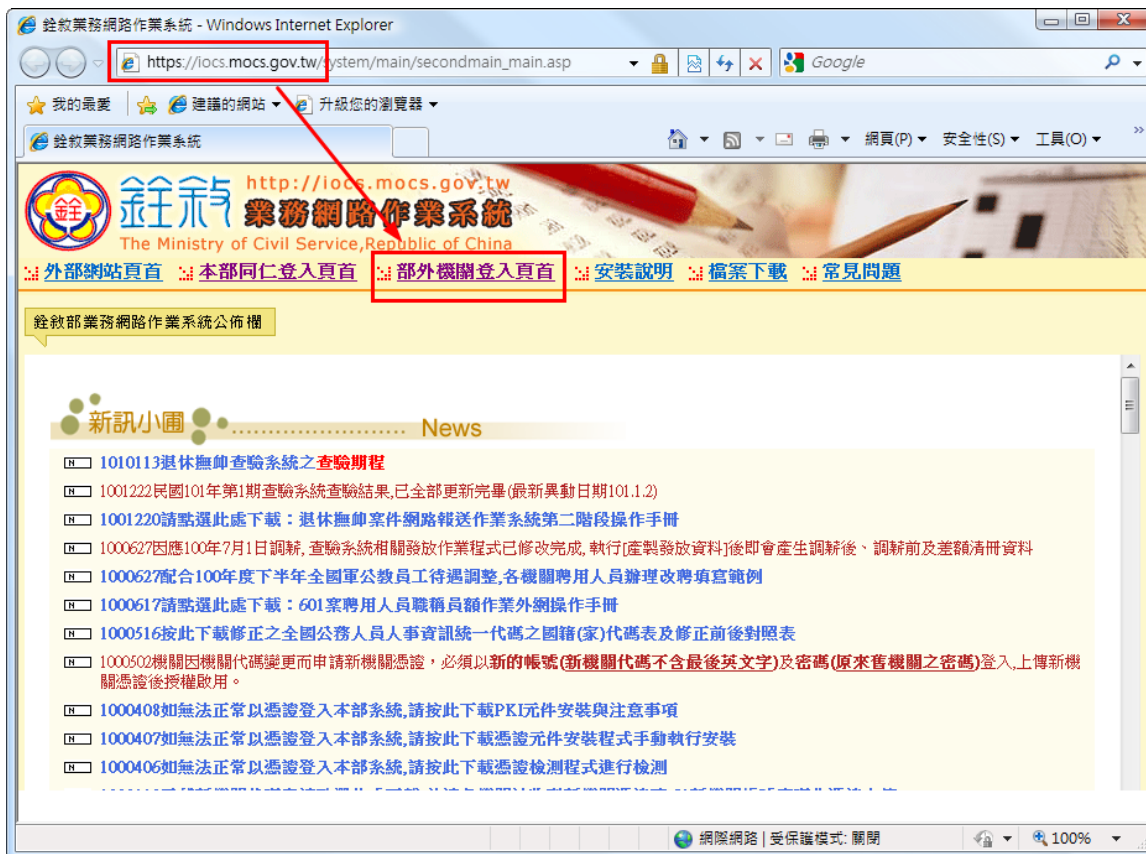 銓敘業務網路作業系統 - Windows Internet Explorer
https://iocs.mocs.gov.tw/system/main/secondmain_main.asp
Google
我的最愛 建議的網站 升級您的瀏覽器
銓敘業務網路作業系統 網頁(P) 安全性(S) 工具(O) »
銓 銓敘 http://iocs.mocs.gov.tw
業務網路作業系統
The Ministry of Civil Service,Republic of China
外部網站頁首 本部同仁登入頁首 部外機關登入頁首 安裝說明 檔案下載 常見問題
銓敘部業務網路作業系統公佈欄
新訊小圃 ........................ News
1010113退休撫卹查驗系統之查驗期程
1001222民國101年第1期查驗系統查驗結果,已全部更新完畢(最新異動日期101.1.2)
1001220請點選此處下載：退休撫卹案件網路報送作業系統第二階段操作手冊
1000627因應100年7月1日調薪, 查驗系統相關發放作業程式已修改完成, 執行[產製發放資料]後即會產生調薪後、調薪前及差額清冊資料
1000627配合100年度下半年全國軍公教員工待遇調整,各機關聘用人員辦理改聘填寫範例
1000617請點選此處下載：601案聘用人員職稱員額作業外網操作手冊
1000516按此下載修正之全國公務人員人事資訊統一代碼之國籍(家)代碼表及修正前後對照表
1000502機關因機關代碼變更而申請新機關憑證，必須以新的帳號(新機關代碼不含最後英文字)及密碼(原來舊機關之密碼)登入,上傳新機
關憑證後授權啟用。
1000408如無法正常以憑證登入本部系統,請按此下載PKI元件安裝與注意事項
1000407如無法正常以憑證登入本部系統,請按此下載憑證元件安裝程式手動執行安裝
1000406如無法正常以憑證登入本部系統,請按此下載憑證檢測程式進行檢測
網際網路 | 受保護模式: 關閉 100%